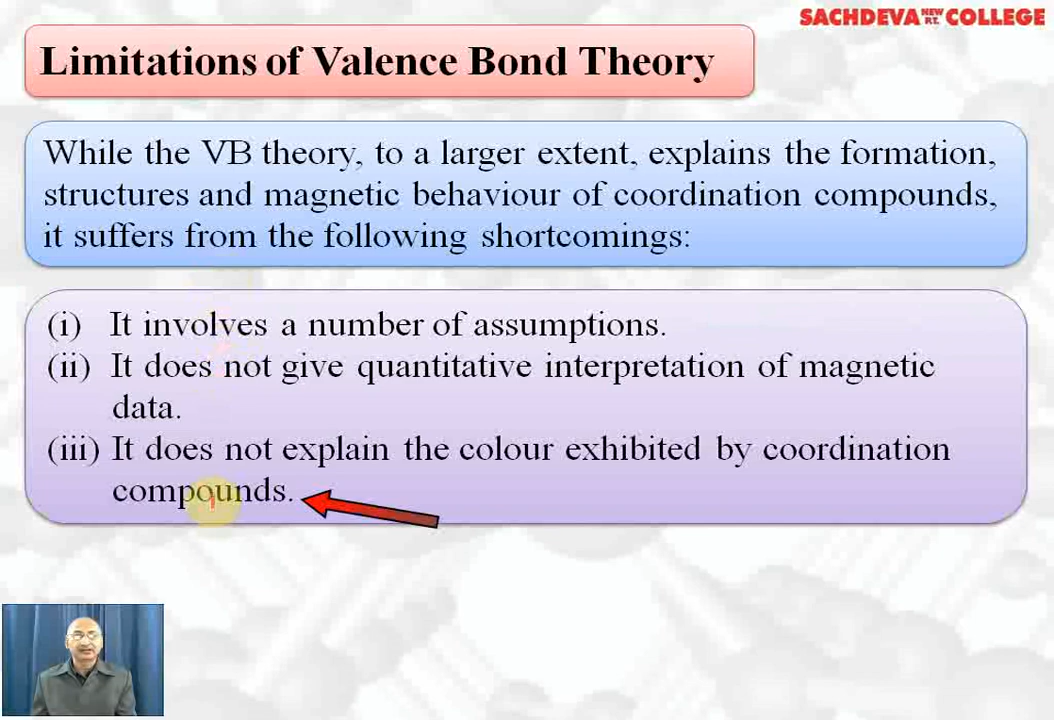 SACHDEVA NEW P.T. COLLEGE
Limitations of Valence Bond Theory
While the VB theory, to a larger extent, explains the formation,
structures and magnetic behaviour of coordination compounds,
it suffers from the following shortcomings:
(i) It involves a number of assumptions.
(ii) It does not give quantitative interpretation of magnetic
data.
(iii) It does not explain the colour exhibited by coordination
compounds.